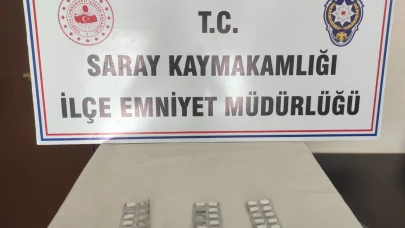 T.C.
SARAY KAYMAKAMLIĞI
İLÇE EMNİYET MÜDÜRLÜĞÜ